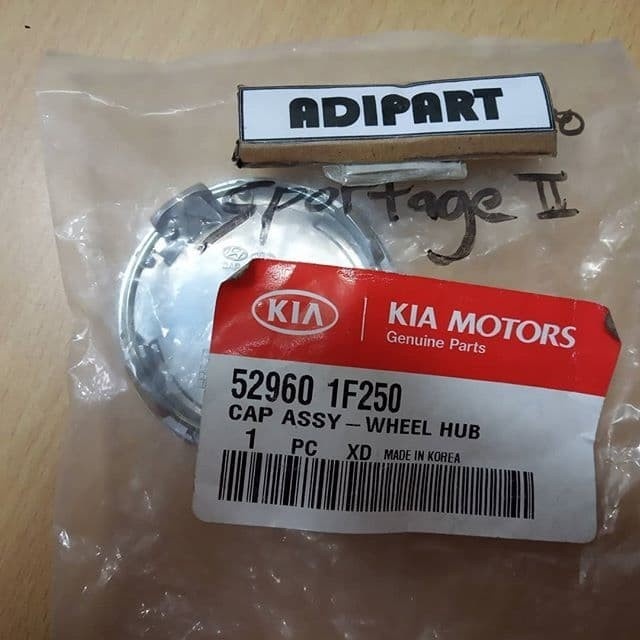 ADIPART
Sportage II
KIA
KIA MOTORS
Genuine Parts
52960 1F250
CAP ASSY – WHEEL HUB
1 PC XD MADE IN KOREA